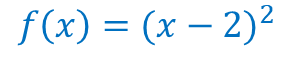 f(x) = (x − 2)²